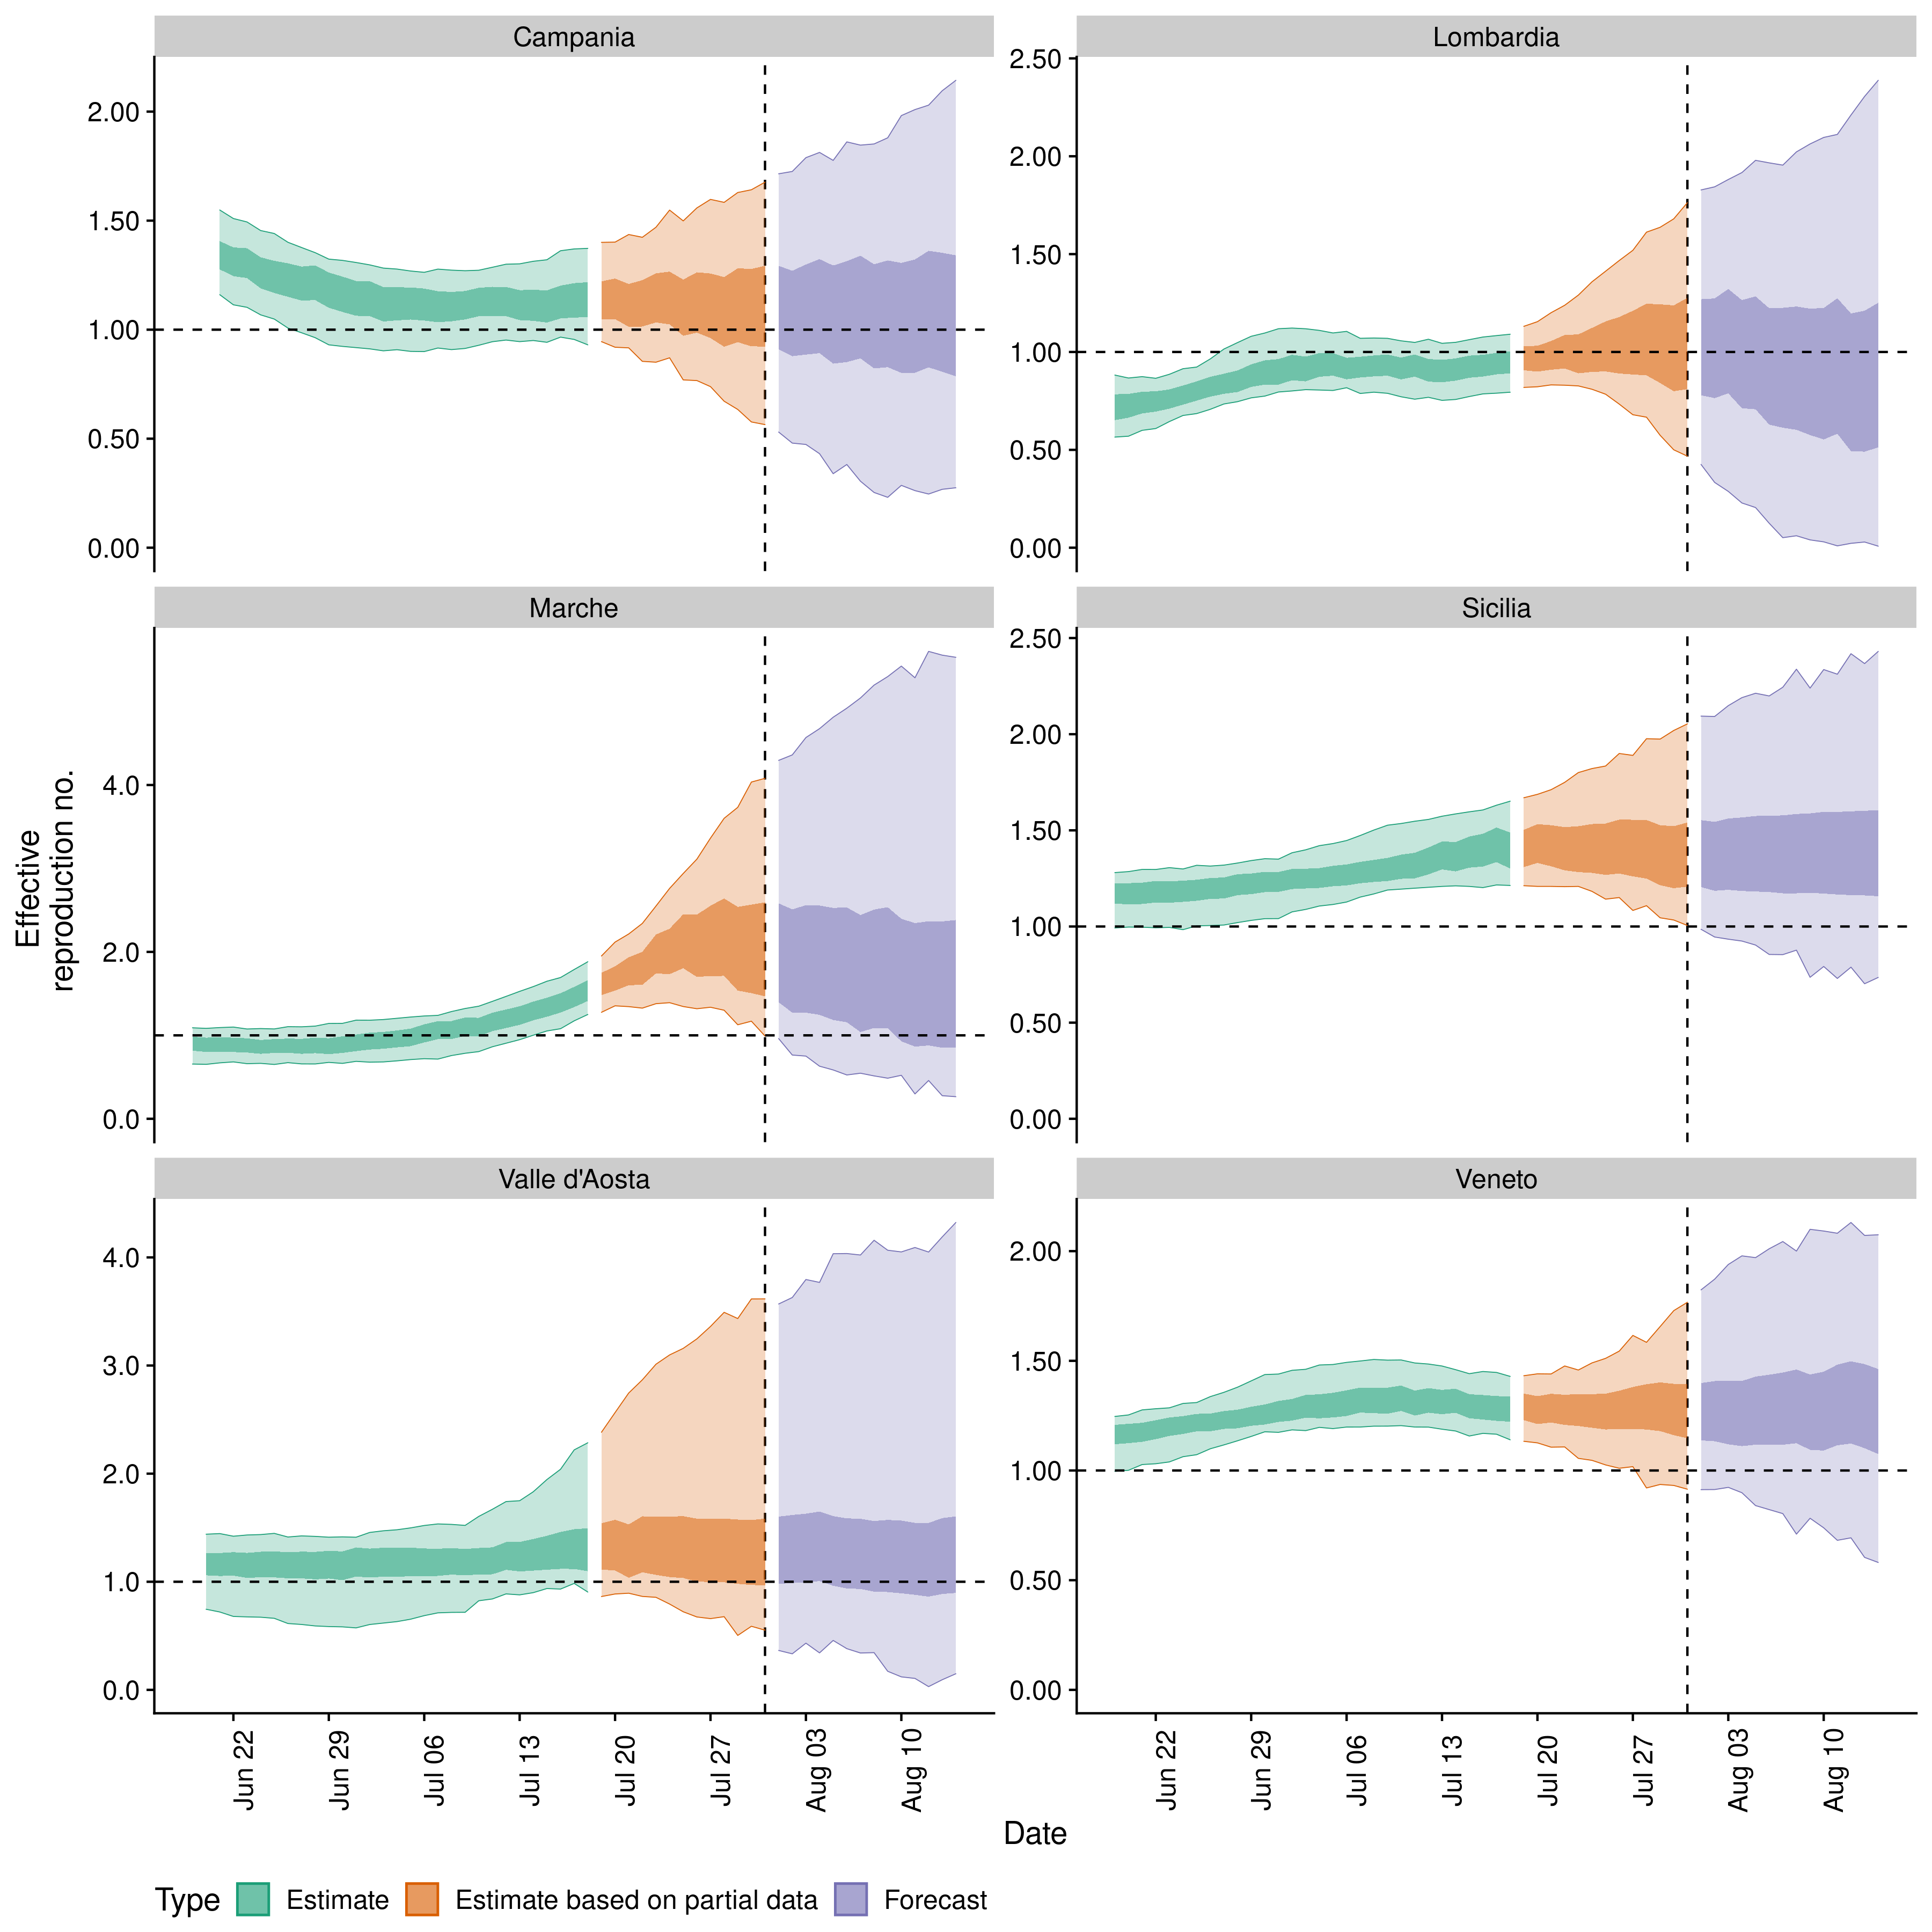 Campania
Lombardia
2.00
1.50
1.00
0.50
0.00
2.50
2.00
1.50
1.00
0.50
0.00
Marche
Sicilia
4.0
2.0
0.0
2.50
2.00
1.50
1.00
0.50
0.00
Effective
reproduction no.
Valle d'Aosta
Veneto
4.0
3.0
2.0
1.0
0.0
2.00
1.50
1.00
0.50
0.00
Jun 22
Jun 29
Jul 06
Jul 13
Jul 20
Jul 27
Aug 03
Aug 10
Jun 22
Jun 29
Jul 06
Jul 13
Jul 20
Jul 27
Aug 03
Aug 10
Date
Type Estimate Estimate based on partial data Forecast